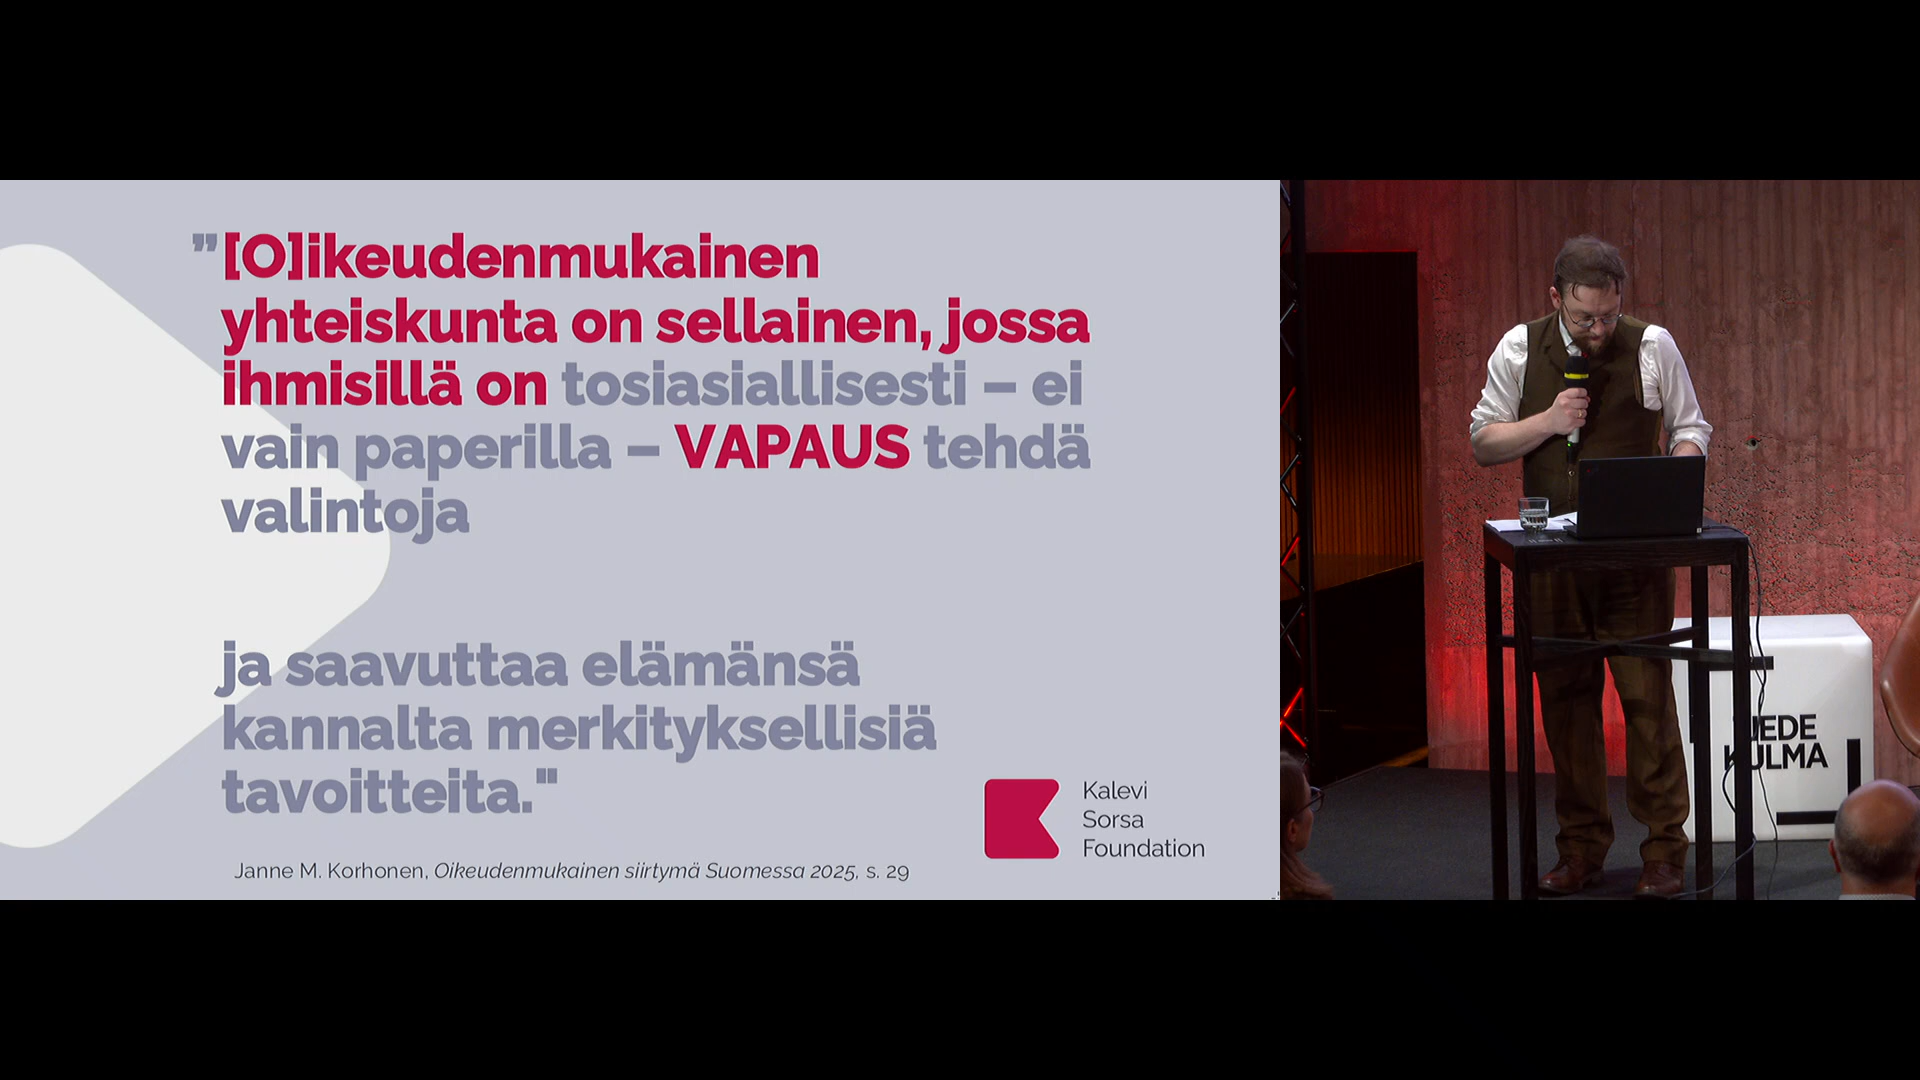 ”[O]ikeudenmukainen
yhteiskunta on sellainen, jossa
ihmisillä on tosiasiallisesti – ei
vain paperilla – VAPAUS tehdä
valintoja
ja saavuttaa elämänsä
kannalta merkityksellisiä
tavoitteita."
Janne M. Korhonen, Oikeudenmukainen siirtymä Suomessa 2025, s. 29
Kalevi
Sorsa
Foundation
KULMA